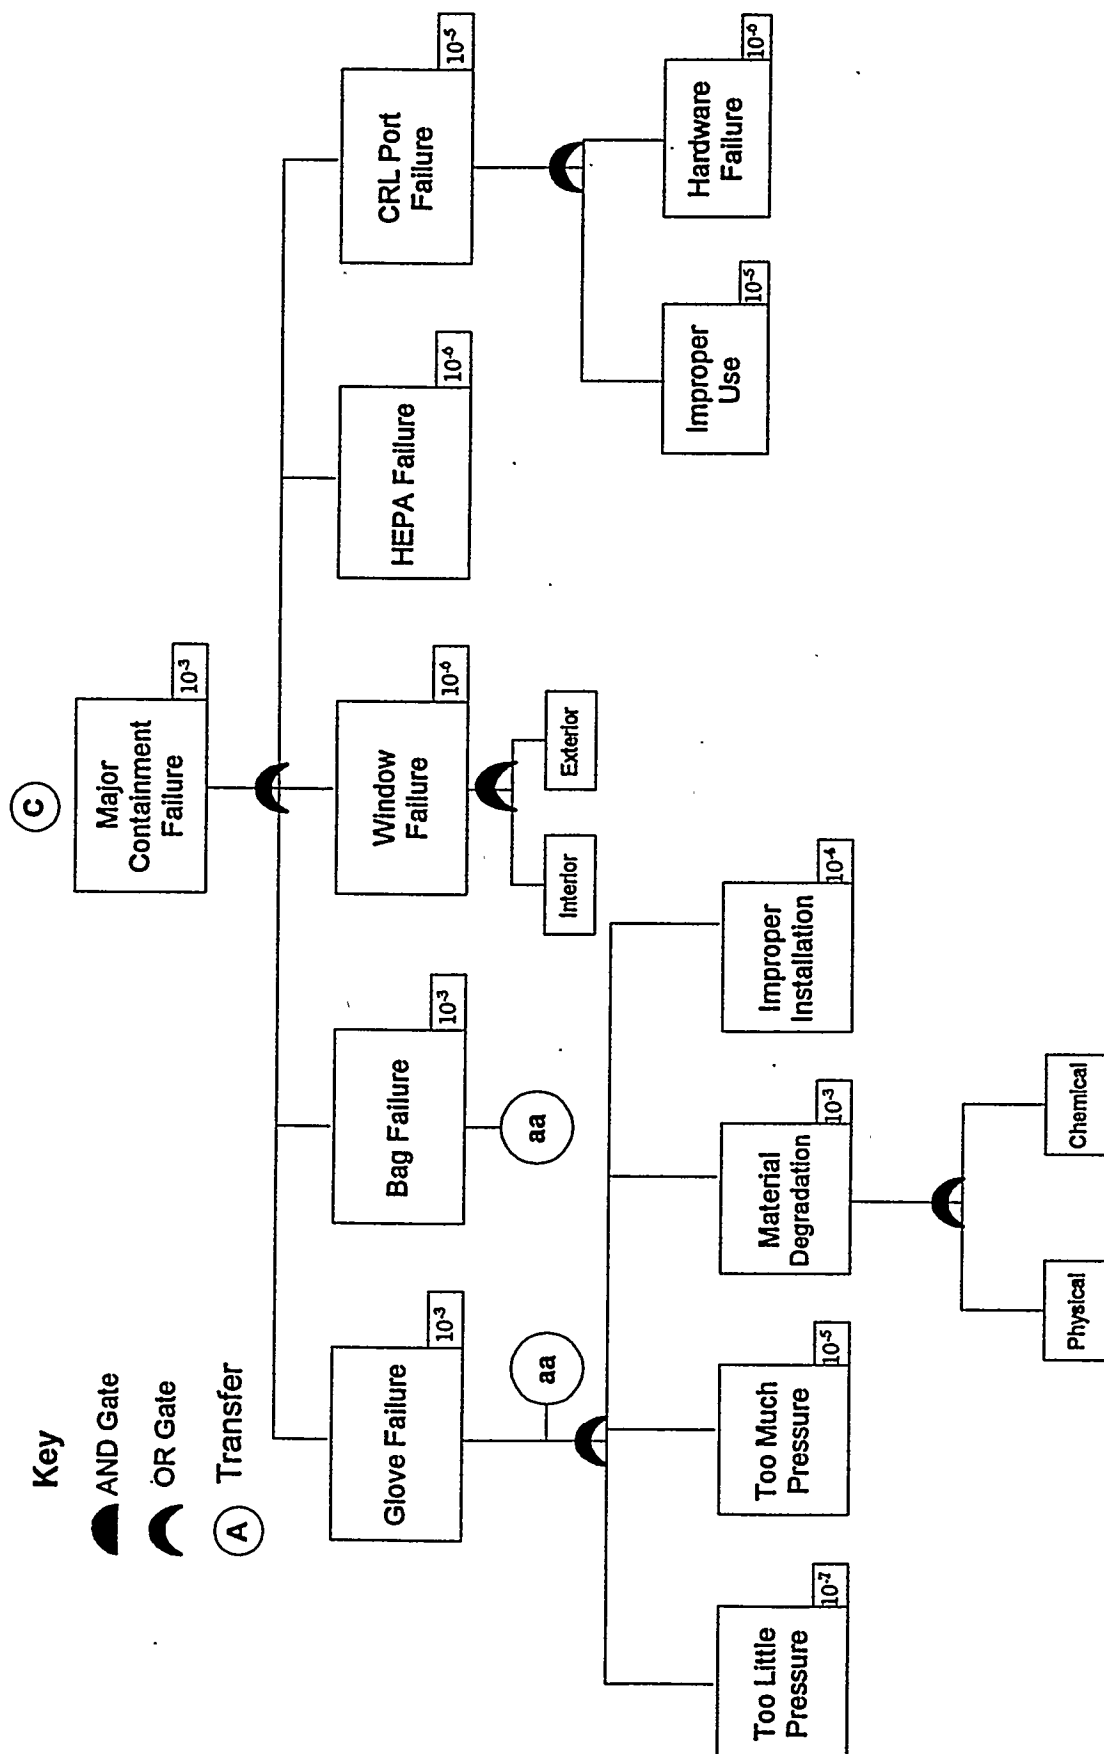 Key
AND Gate
OR Gate
A Transfer
C
Major
Containment
Failure
10-3
Glove Failure
10-3
Bag Failure
10-3
Window
Failure
10-6
HEPA Failure
10-6
CRL Port
Failure
10-5
aa
aa
Interior
Exterior
Improper
Use
10-5
Hardware
Failure
10-6
Too Little
Pressure
10-7
Too Much
Pressure
10-5
Material
Degradation
10-3
Improper
Installation
10-4
Physical
Chemical